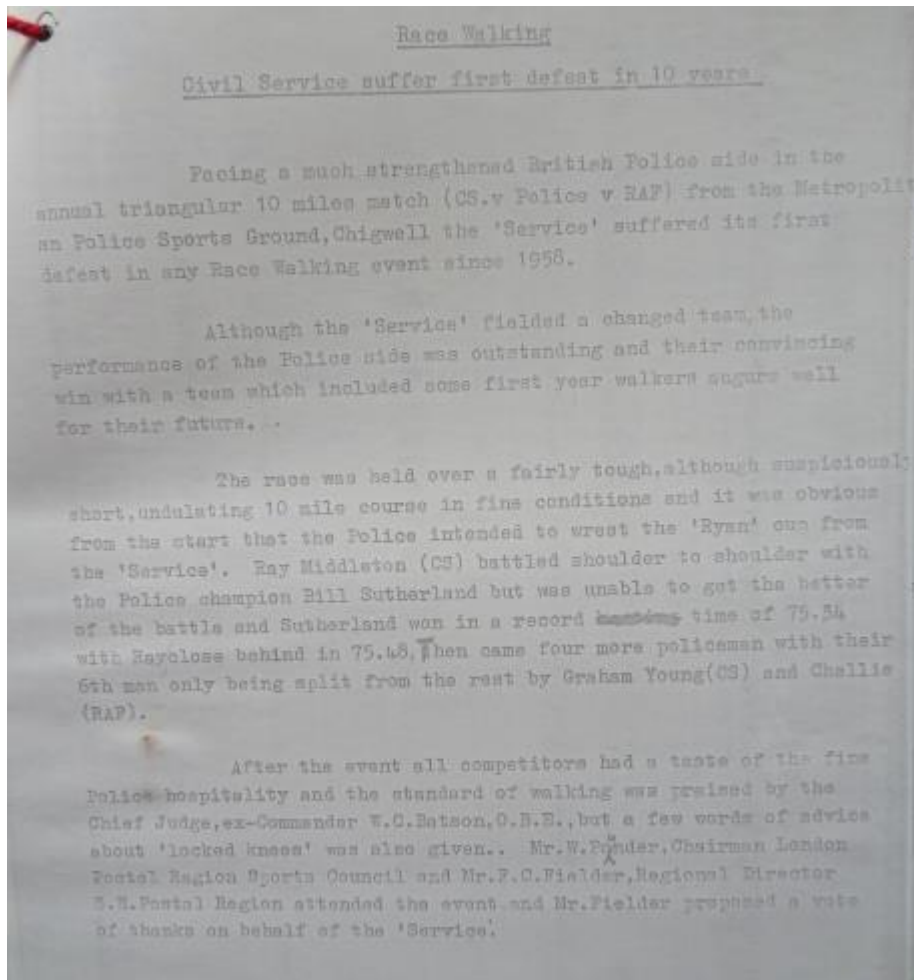 Race Walking
Civil Service suffer first defeat in 10 years
Facing a much strengthened British Police side in the
annual triangular 10 miles match (CS.v Police v RAF) from the Metropolit
an Police Sports Ground,Chigwell the 'Service' suffered its first
defeat in any Race Walking event since 1958.
Although the 'Service' fielded a changed team,the
performance of the Police side was outstanding and their convincing
win with a team which included some first year walkers augurs well
for their future. .
The race was held over a fairly tough,although suspiciously
short,undulating 10 mile course in fine conditions and it was obvious
from the start that the Police intended to wrest the 'Ryan' cup from
the 'Service'. Ray Middleton (CS) battled shoulder to shoulder with
the Police champion Bill Sutherland but was unable to get the better
of the battle and Sutherland won in a record time of 75.34
with Ray close behind in 75.48. Then came four more policeman with their
6th man only being split from the rest by Graham Young(CS) and Challis
(RAF).
After the event all competitors had a taste of the fine
Police hospitality and the standard of walking was praised by the
Chief Judge,ex-Commander W.C.Batson,O.B.E.,but a few words of advice
about 'locked knees' was also given.. Mr.W. Chairman London
Postal Region Sports Council and Mr.F.C.Fielder,Regional Director
Postal Region attended the event and Mr.Fielder proposed a vote
of thanks on behalf of the 'Service'.